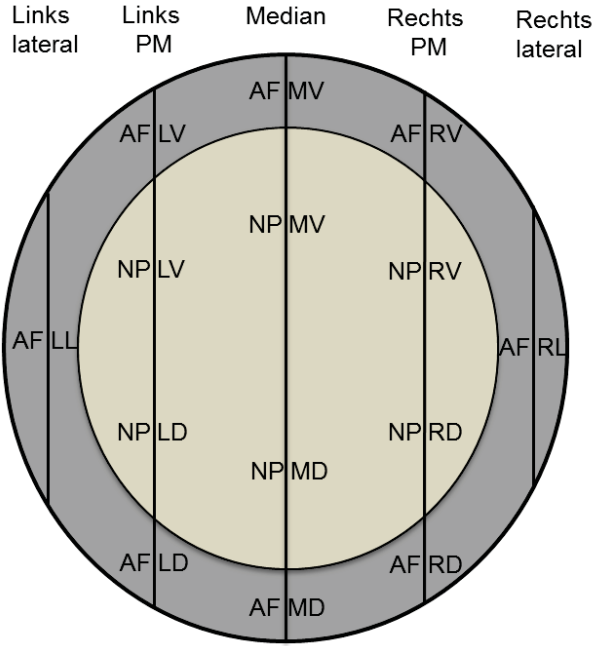 Links
lateral
Links
PM
Median
Rechts
PM
Rechts
lateral
AF MV
AF LV
AF RV
NP MV
NP LV
NP RV
AF LL
AF RL
NP LD
NP RD
NP MD
AF LD
AF RD
AF MD